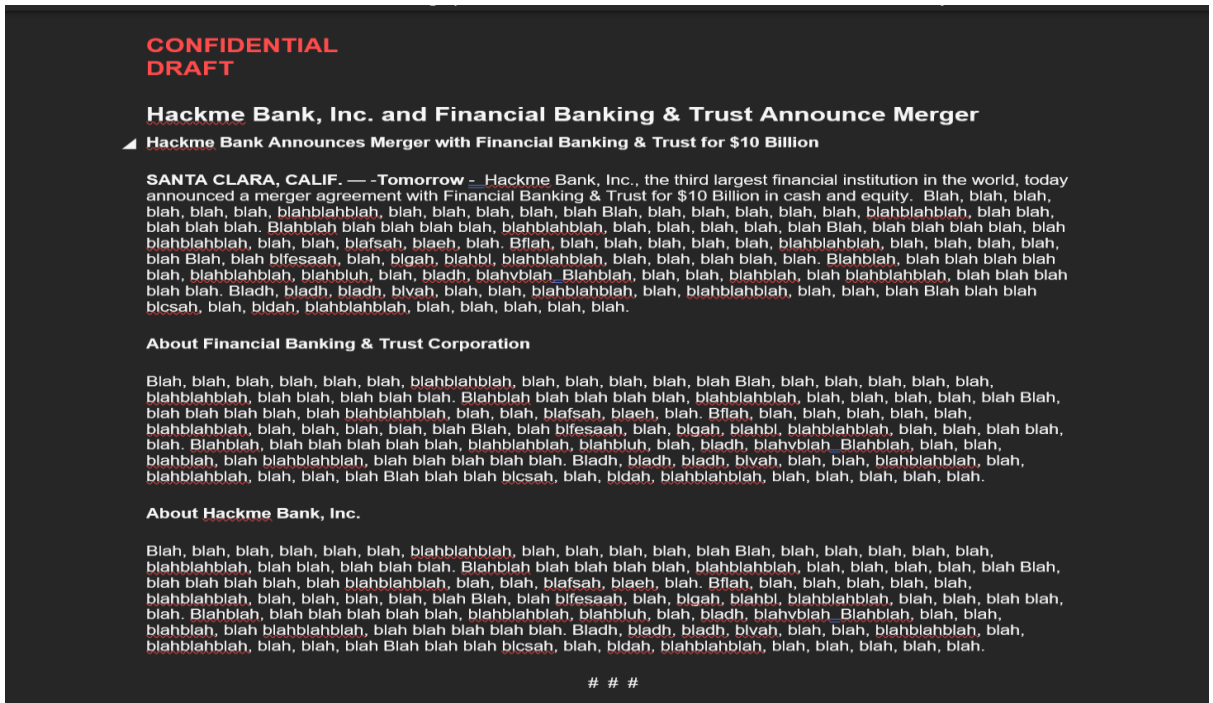 CONFIDENTIAL
DRAFT
Hackme Bank, Inc. and Financial Banking & Trust Announce Merger
Hackme Bank Announces Merger with Financial Banking & Trust for $10 Billion
SANTA CLARA, CALIF. — -Tomorrow - Hackme Bank, Inc., the third largest financial institution in the world, today
announced a merger agreement with Financial Banking & Trust for $10 Billion in cash and equity.  Blah, blah, blah,
blah, blah, blah, blahblahblah, blah, blah, blah, blah, blah Blah, blah, blah, blah, blah, blah, blahblahblah, blah blah,
blah blah blah. Blahblah blah blah blah blah, blahblahblah, blah, blah, blah, blah, blah Blah, blah blah blah blah, blah
blahblahblah, blah, blah, blafsah, blaeh, blah. Bflah, blah, blah, blah, blah, blah, blahblahblah, blah, blah, blah, blah,
blah Blah, blah blfesaah, blah, blgah, blahbl, blahblahblah, blah, blah, blah, blah blah, blah. Blahblah, blah blah blah blah
blah, blahblahblah, blahbluh, blah, bladh, blahvblah Blahblah, blah, blah, blahblah, blah blahblahblah, blah blah blah
blah blah. Bladh, bladh, bladh, blvah, blah, blah, blahblahblah, blah, blahblahblah, blah, blah, blah Blah blah blah
blcsah, blah, bldah, blahblahblah, blah, blah, blah, blah, blah.
About Financial Banking & Trust Corporation
Blah, blah, blah, blah, blah, blah, blahblahblah, blah, blah, blah, blah, blah Blah, blah, blah, blah, blah, blah,
blahblahblah, blah blah, blah blah blah. Blahblah blah blah blah blah, blahblahblah, blah, blah, blah, blah, blah Blah,
blah blah blah blah, blah blahblahblah, blah, blah, blafsah, blaeh, blah. Bflah, blah, blah, blah, blah, blah,
blahblahblah, blah, blah, blah, blah, blah Blah, blah blfesaah, blah, blgah, blahbl, blahblahblah, blah, blah, blah blah,
blah. Blahblah, blah blah blah blah blah, blahblahblah, blahbluh, blah, bladh, blahvblah Blahblah, blah, blah,
blahblah, blah blahblahblah, blah blah blah blah blah. Bladh, bladh, bladh, blvah, blah, blah, blahblahblah, blah,
blahblahblah, blah, blah, blah Blah blah blah blcsah, blah, bldah, blahblahblah, blah, blah, blah, blah, blah.
About Hackme Bank, Inc.
Blah, blah, blah, blah, blah, blah, blahblahblah, blah, blah, blah, blah, blah Blah, blah, blah, blah, blah, blah,
blahblahblah, blah blah, blah blah blah. Blahblah blah blah blah blah, blahblahblah, blah, blah, blah, blah, blah Blah,
blah blah blah blah, blah blahblahblah, blah, blah, blafsah, blaeh, blah. Bflah, blah, blah, blah, blah, blah,
blahblahblah, blah, blah, blah, blah, blah Blah, blah blfesaah, blah, blgah, blahbl, blahblahblah, blah, blah, blah blah,
blah. Blahblah, blah blah blah blah blah, blahblahblah, blahbluh, blah, bladh, blahvblah Blahblah, blah, blah,
blahblah, blah blahblahblah, blah blah blah blah blah. Bladh, bladh, bladh, blvah, blah, blah, blahblahblah, blah,
blahblahblah, blah, blah, blah Blah blah blah blcsah, blah, bldah, blahblahblah, blah, blah, blah, blah, blah.
# # #